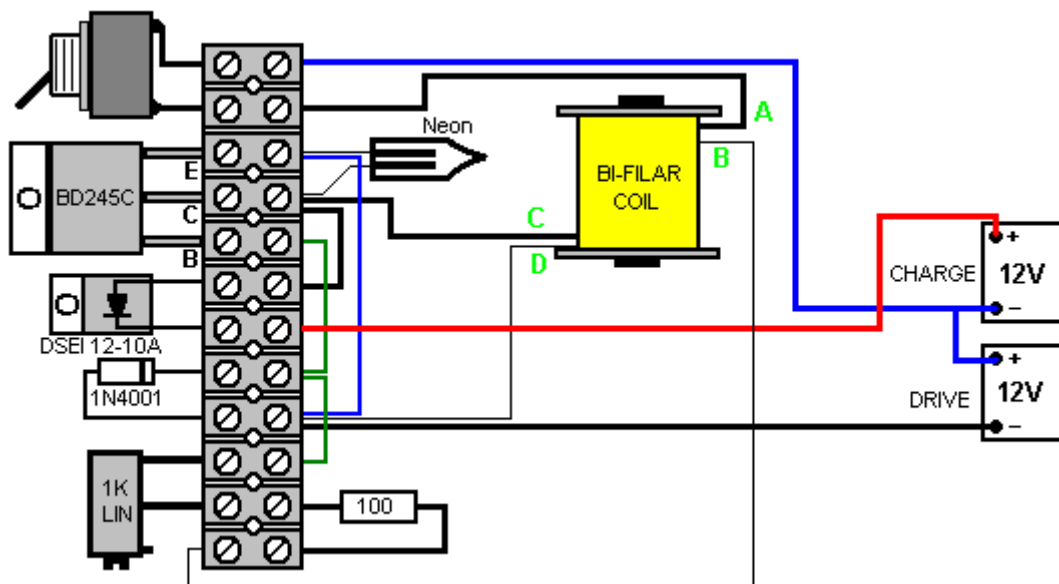 Neon
A
B
BI-FILAR
COIL
E
BD245C
C
B
C
D
+
CHARGE
12V
−
DSEI 12-10A
+
1N4001
12V
DRIVE
−
1K
LIN
100